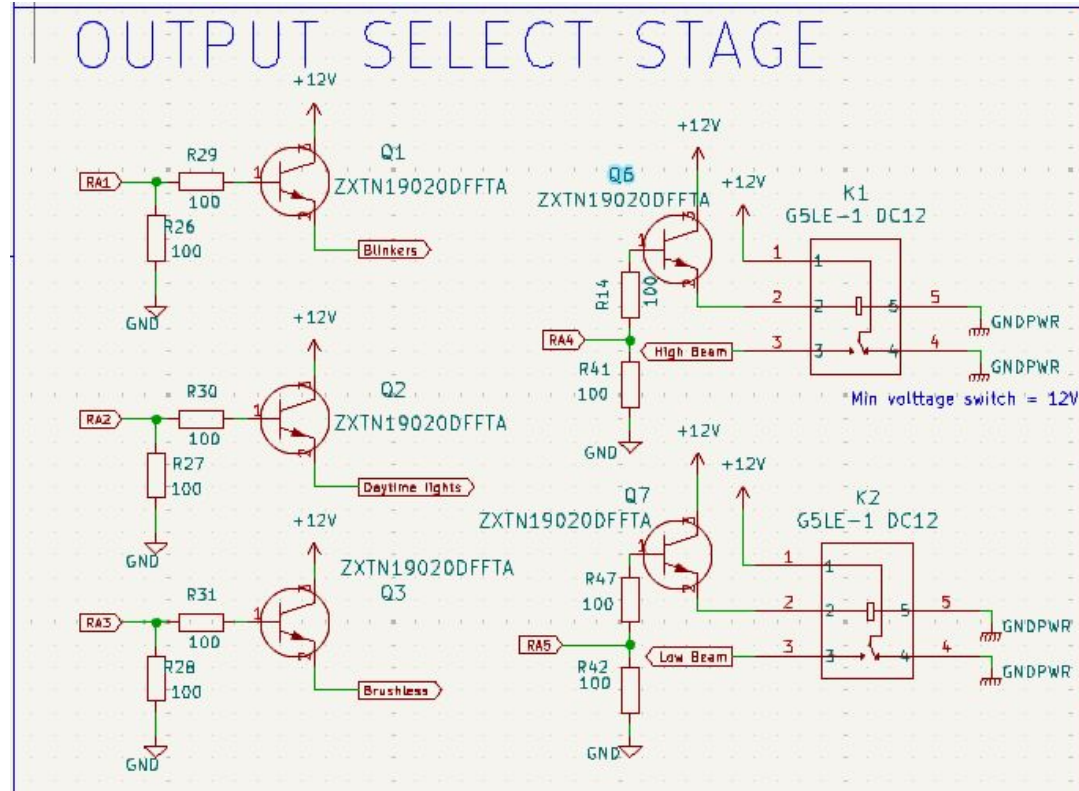 OUTPUT SELECT STAGE
+12V
R29
Q1
ZXTN19020DFFTA
RA1
1
100
R26
100
Blinkers
GND
+12V
R30
Q2
ZXTN19020DFFTA
RA2
1
100
R27
100
Daytime lights
GND
+12V
ZXTN19020DFFTA
Q3
R31
RA3
1
100
R28
100
Brushless
GND
+12V
Q6
ZXTN19020DFFTA
+12V
K1
G5LE-1 DC12
1
R14
100
1 1
2 2 5 5
GNDPWR
RA4
High Beam
3 3 4 4
GNDPWR
R41
100
Min volttage switch = 12V
GND
+12V
Q7
ZXTN19020DFFTA
+12V
K2
G5LE-1 DC12
1
R47
100
1 1
2 2 5 5
GNDPWR
RA5
Low Beam
3 3 4 4
GNDPWR
R42
100
GND